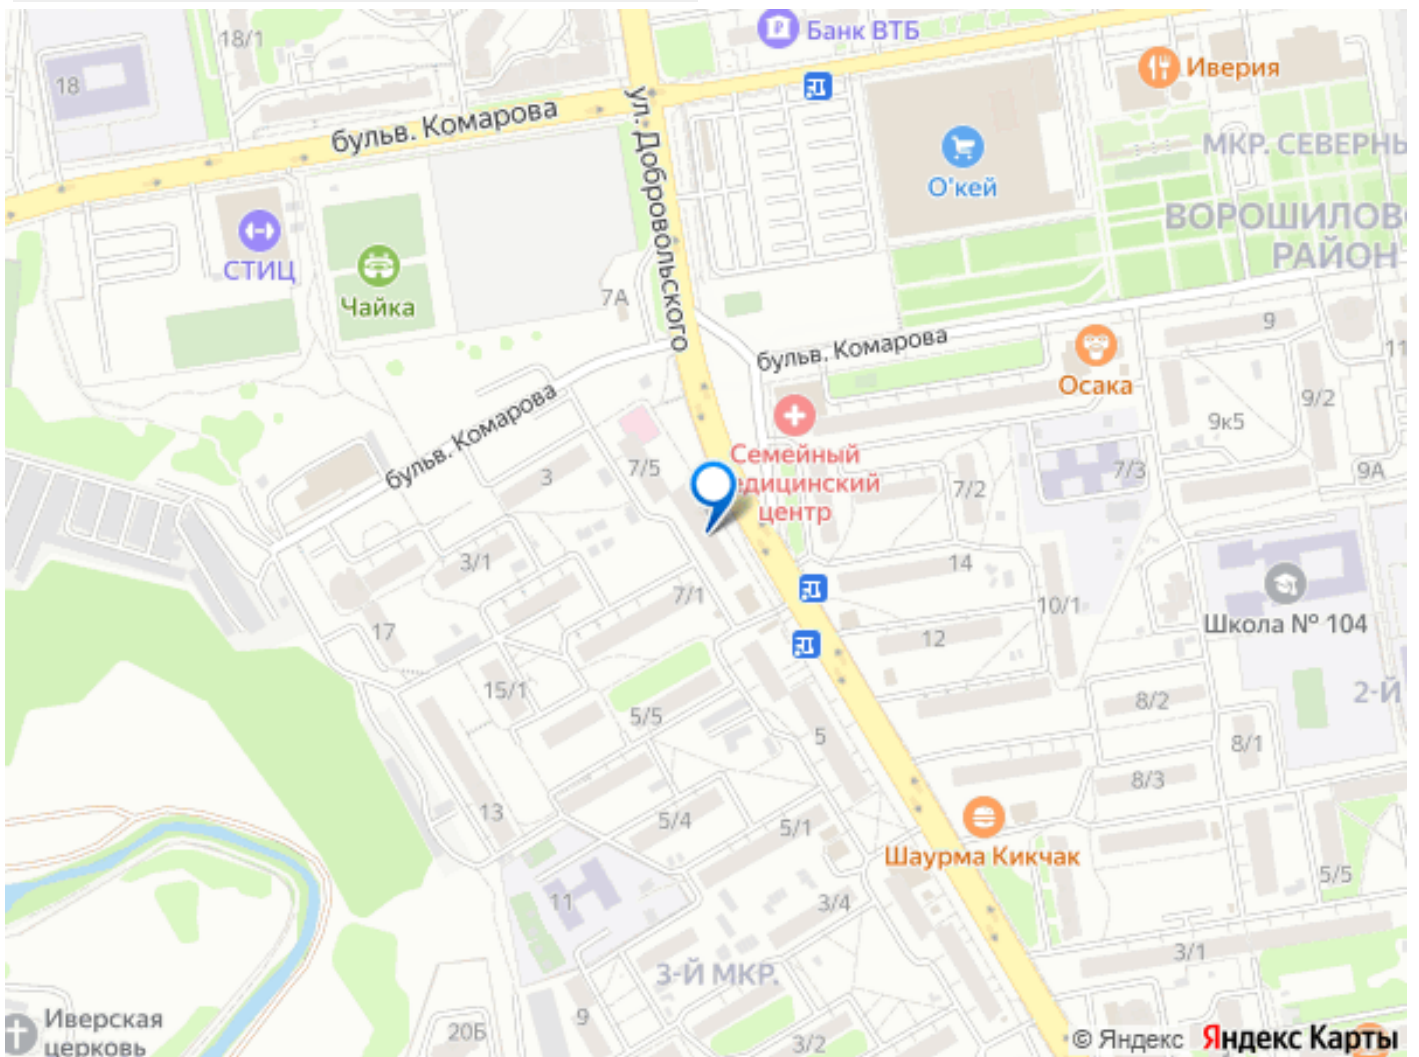 18/1
Банк ВТБ
Иверия
18
бульв. Комарова
ул. Добровольского
О'кей
МКР. СЕВЕРНЫ
ВОРОШИЛОВС
РАЙОН
СТИЦ
Чайка
7А
бульв. Комарова
9
11
Осака
9/2
9к5
бульв. Комарова
Семейный
едицинский
центр
7/5
3
7/2
7/3
9А
3/1
14
7/1
10/1
Школа № 104
17
12
15/1
5/5
8/2
2-Й
5
8/1
8/3
13
5/4
5/1
Шаурма Кикчак
5/5
11
3/4
3/1
3-Й МКР.
Иверская
церковь
20Б
9
3/2
© Яндекс Яндекс Карты